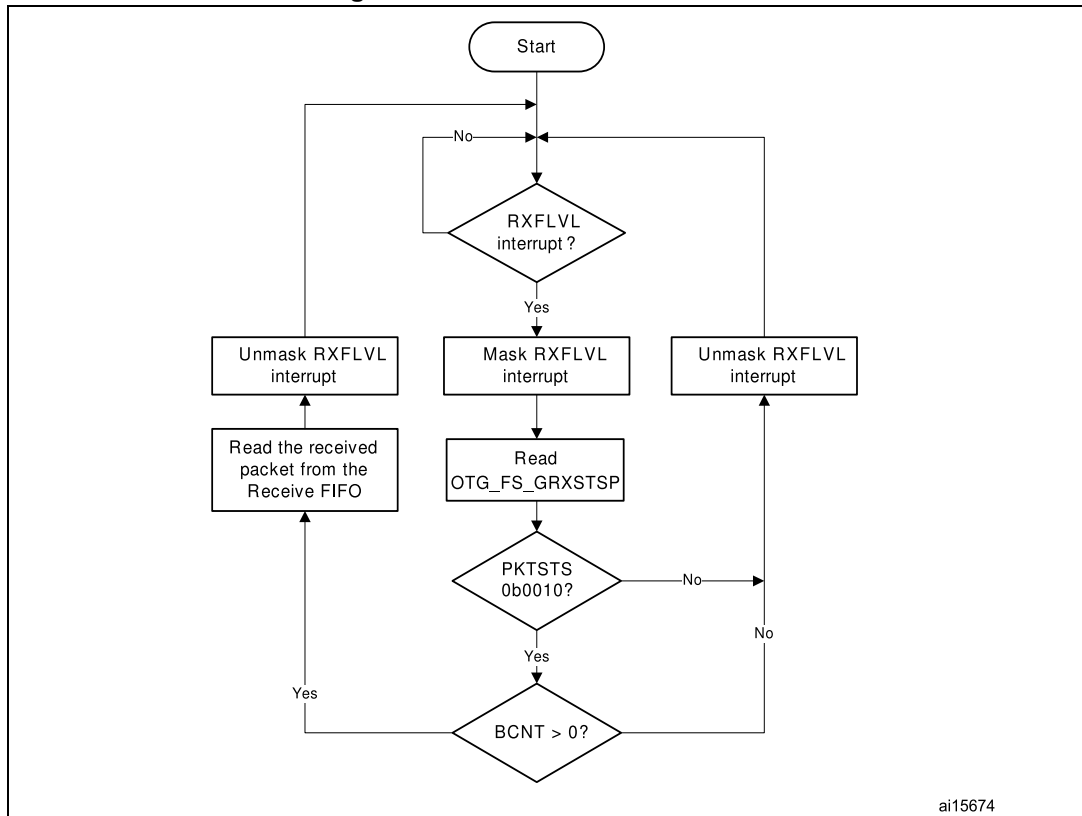 Start
No
RXFLVL
interrupt ?
Yes
Unmask RXFLVL
interrupt
Mask RXFLVL
interrupt
Unmask RXFLVL
interrupt
Read the received
packet from the
Receive FIFO
Read
OTG_FS_GRXSTSP
PKTSTS
0b0010?
No
No
Yes
Yes
BCNT > 0?
ai15674